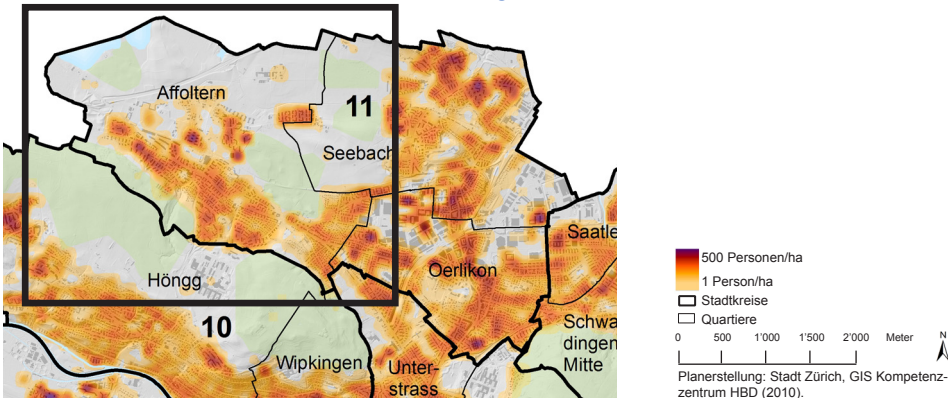 Affoltern
11
Seebach
Saatle
Oerlikon
Höngg
10
Schwa
dingen
Mitte
Wipkingen
Unter-
strass
500 Personen/ha
1 Person/ha
Stadtkreise
Quartiere
0 500 1'000 1'500 2'000 Meter N
Planerstellung: Stadt Zürich, GIS Kompetenz-
zentrum HBD (2010).